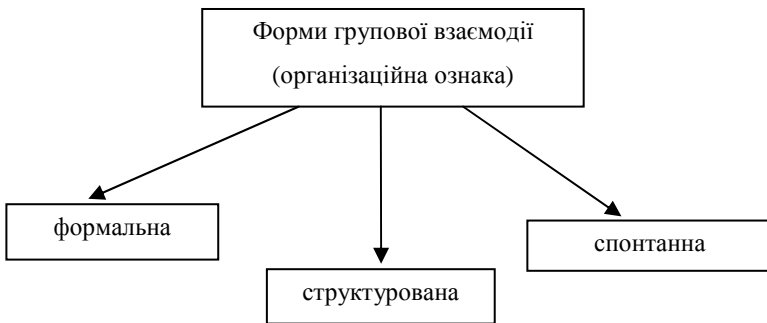 Форми групової взаємодії
(організаційна ознака)
формальна
спонтанна
структурована